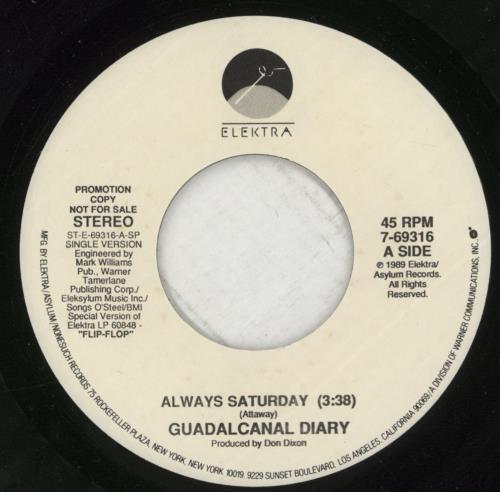 ELEKTRA
PROMOTION
COPY
NOT FOR SALE
STEREO
ST-E-69316-A-SP
SINGLE VERSION
Engineered by
Mark Williams
Pub., Warner
Tamerlane
Publishing Corp./
Eleksylum Music Inc./
Songs O'Steel/BMI
Special Version of
Elektra LP 60848 -
"FLIP-FLOP"
45 RPM
7-69316
A SIDE
℗ 1989 Elektra/
Asylum Records.
All Rights
Reserved.
ALWAYS SATURDAY (3:38)
(Attaway)
GUADALCANAL DIARY
Produced by Don Dixon
MFG. BY ELEKTRA/ASYLUM/NONESUCH RECORDS 75 ROCKEFELLER PLAZA, NEW YORK, NEW YORK 10019. 9229 SUNSET BOULEVARD, LOS ANGELES, CALIFORNIA 90069/A DIVISION OF WARNER COMMUNICATIONS, INC.